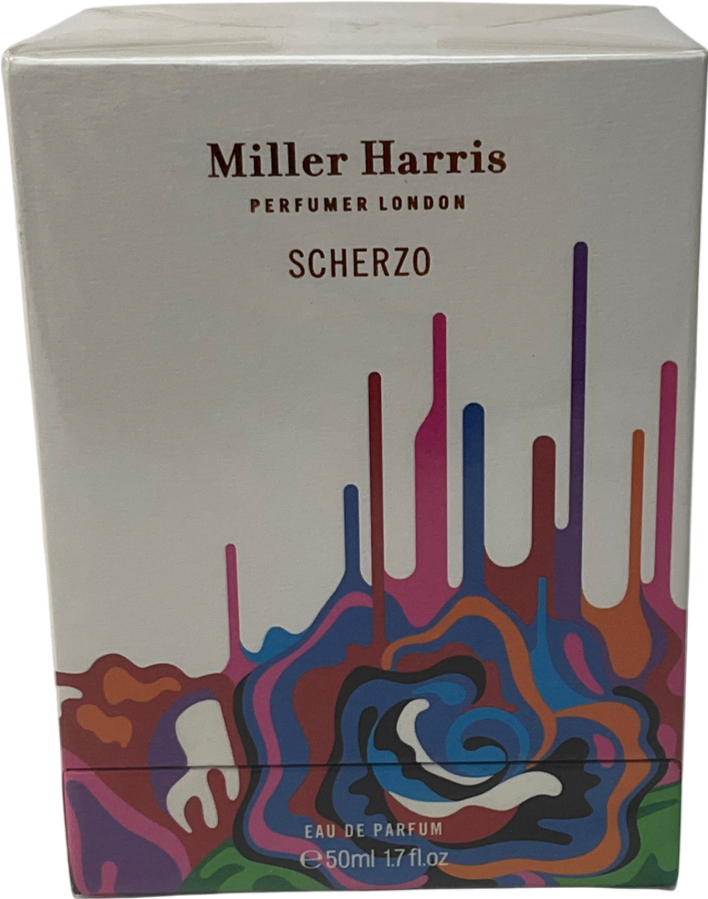 Miller Harris
PERFUMER LONDON
SCHERZO
EAU DE PARFUM
℮50ml 1.7 fl.oz